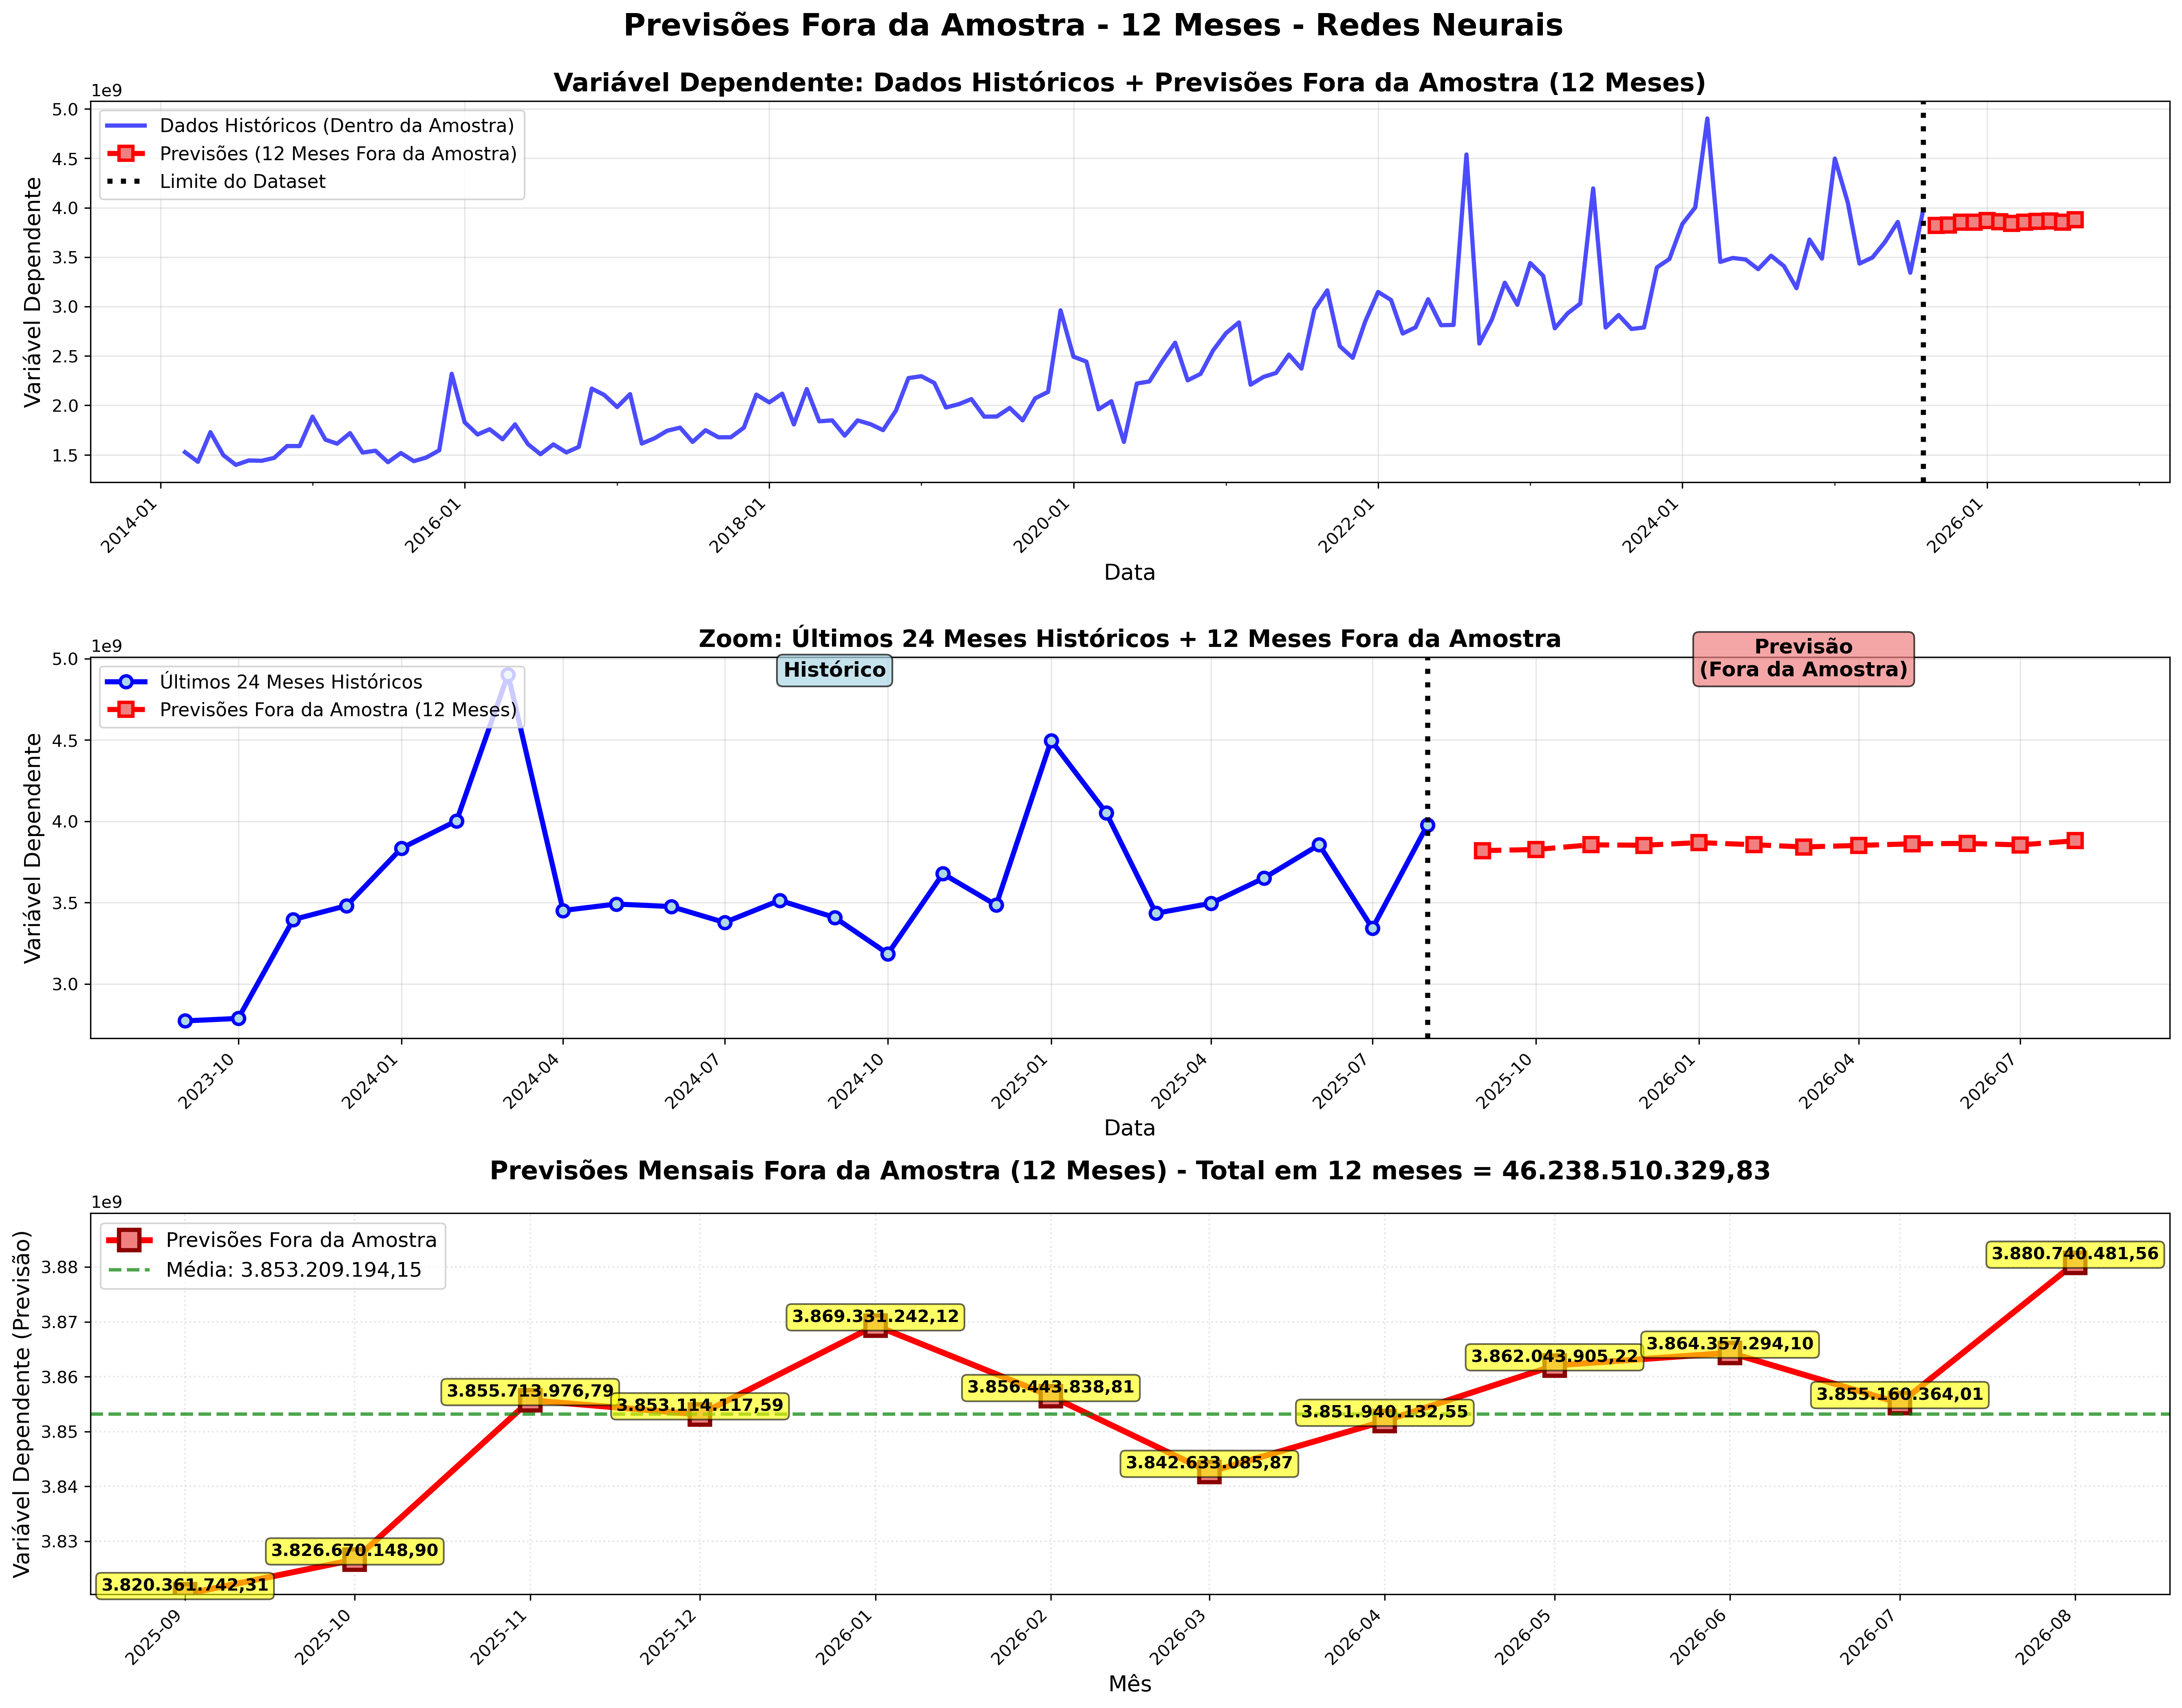 Previsões Fora da Amostra - 12 Meses - Redes Neurais
Variável Dependente: Dados Históricos + Previsões Fora da Amostra (12 Meses)
1e9
5.0
4.5
4.0
3.5
3.0
2.5
2.0
1.5
Variável Dependente
Dados Históricos (Dentro da Amostra)
Previsões (12 Meses Fora da Amostra)
Limite do Dataset
2014-01
2016-01
2018-01
2020-01
2022-01
2024-01
2026-01
Data
Zoom: Últimos 24 Meses Históricos + 12 Meses Fora da Amostra
1e9
5.0
4.5
4.0
3.5
3.0
Variável Dependente
Últimos 24 Meses Históricos
Previsões Fora da Amostra (12 Meses)
Histórico
Previsão
(Fora da Amostra)
2023-10
2024-01
2024-04
2024-07
2024-10
2025-01
2025-04
2025-07
2025-10
2026-01
2026-04
2026-07
Data
Previsões Mensais Fora da Amostra (12 Meses) - Total em 12 meses = 46.238.510.329,83
1e9
3.88
3.87
3.86
3.85
3.84
3.83
Variável Dependente (Previsão)
Previsões Fora da Amostra
Média: 3.853.209.194,15
3.820.361.742,31
3.826.670.148,90
3.855.713.976,79
3.853.114.117,59
3.869.331.242,12
3.856.443.838,81
3.842.633.085,87
3.851.940.132,55
3.862.043.905,22
3.864.357.294,10
3.855.160.364,01
3.880.740.481,56
2025-09
2025-10
2025-11
2025-12
2026-01
2026-02
2026-03
2026-04
2026-05
2026-06
2026-07
2026-08
Mês